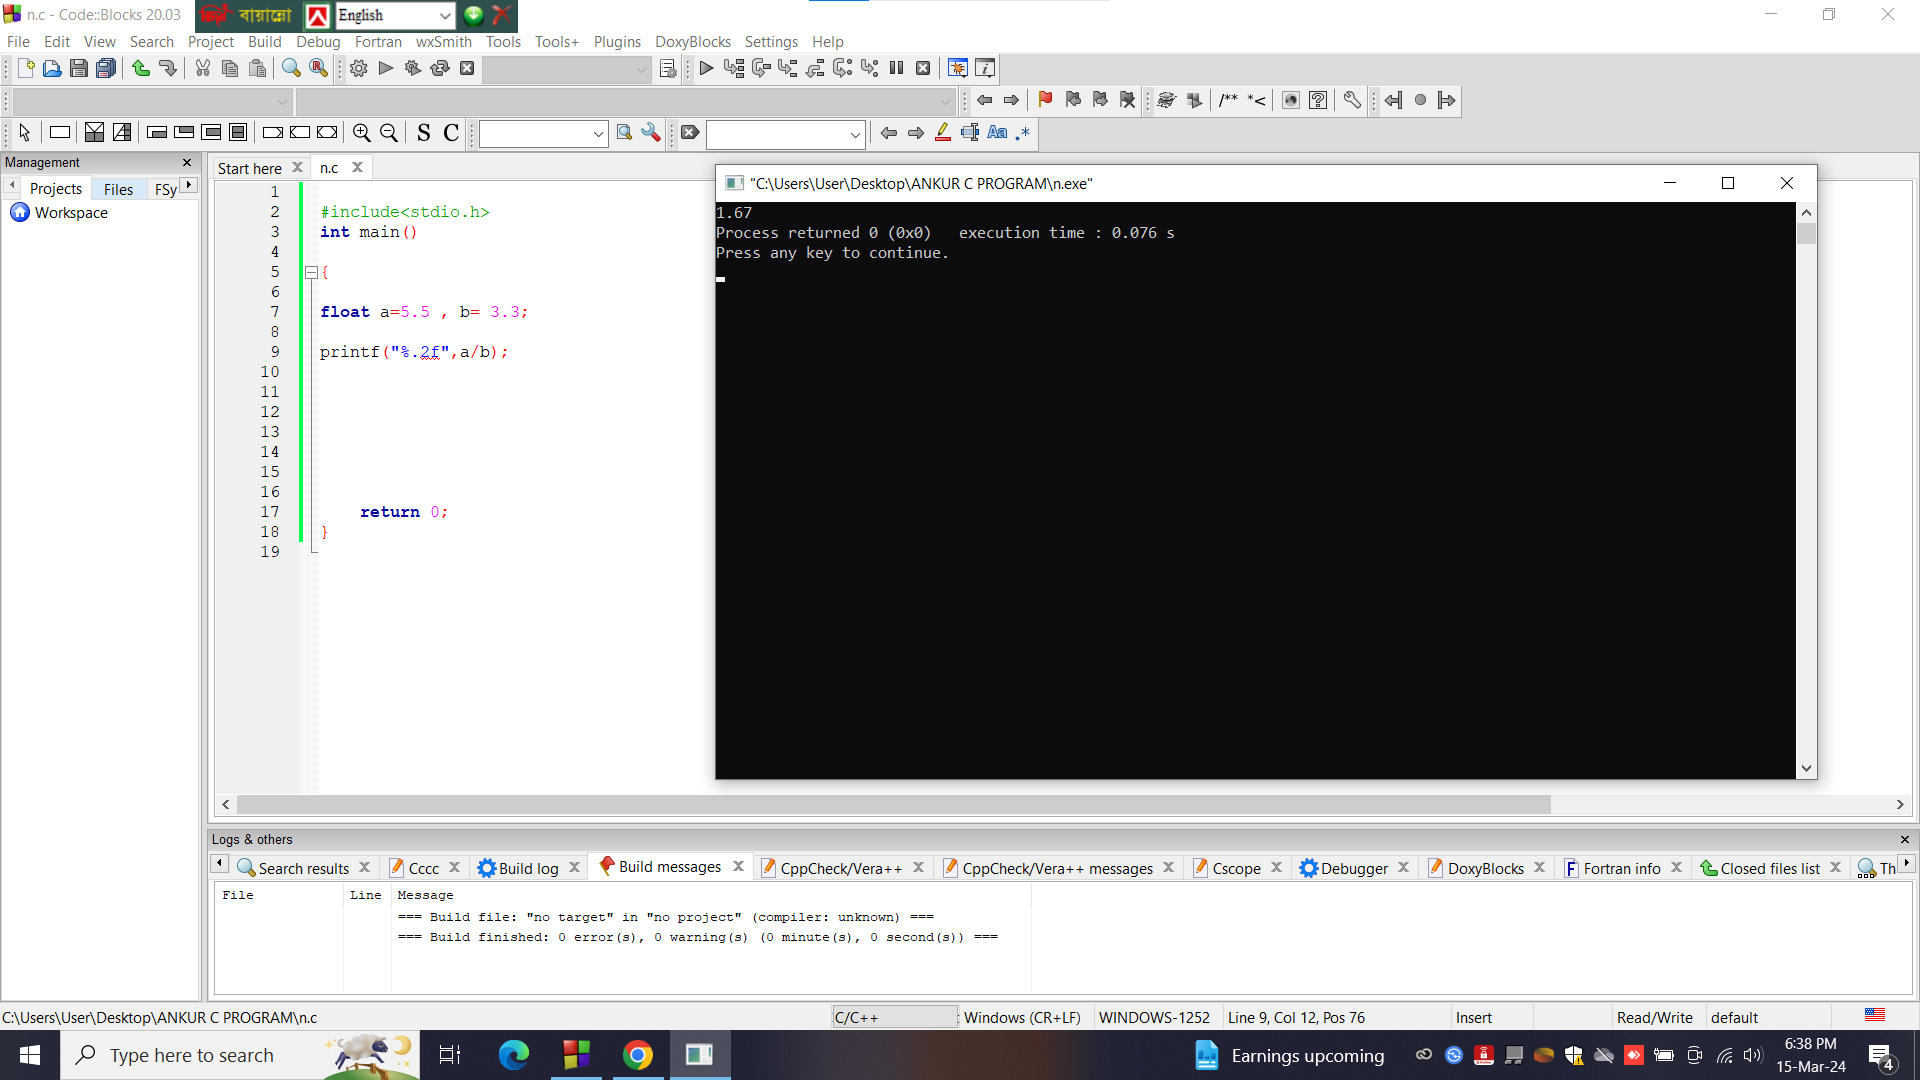 n.c - Code::Blocks 20.03
বায়ান্নো English
File Edit View Search Project Build Debug Fortran wxSmith Tools Tools+ Plugins DoxyBlocks Settings Help
/** *<
S C Aa .*
Management
Start here n.c
Projects Files FSy
Workspace
"C:\Users\User\Desktop\ANKUR C PROGRAM\n.exe"
1.67
Process returned 0 (0x0)   execution time : 0.076 s
Press any key to continue.
1
2 #include<stdio.h>
3 int main()
4
5 {
6
7 float a=5.5 , b= 3.3;
8
9 printf("%.2f",a/b);
10
11
12
13
14
15
16
17 return 0;
18 }
19
Logs & others
Search results Cccc Build log Build messages CppCheck/Vera++ CppCheck/Vera++ messages Cscope Debugger DoxyBlocks Fortran info Closed files list Th
File Line Message
=== Build file: "no target" in "no project" (compiler: unknown) ===
=== Build finished: 0 error(s), 0 warning(s) (0 minute(s), 0 second(s)) ===
C:\Users\User\Desktop\ANKUR C PROGRAM\n.c C/C++ Windows (CR+LF) WINDOWS-1252 Line 9, Col 12, Pos 76 Insert Read/Write default
Type here to search
Earnings upcoming
6:38 PM
15-Mar-24
4